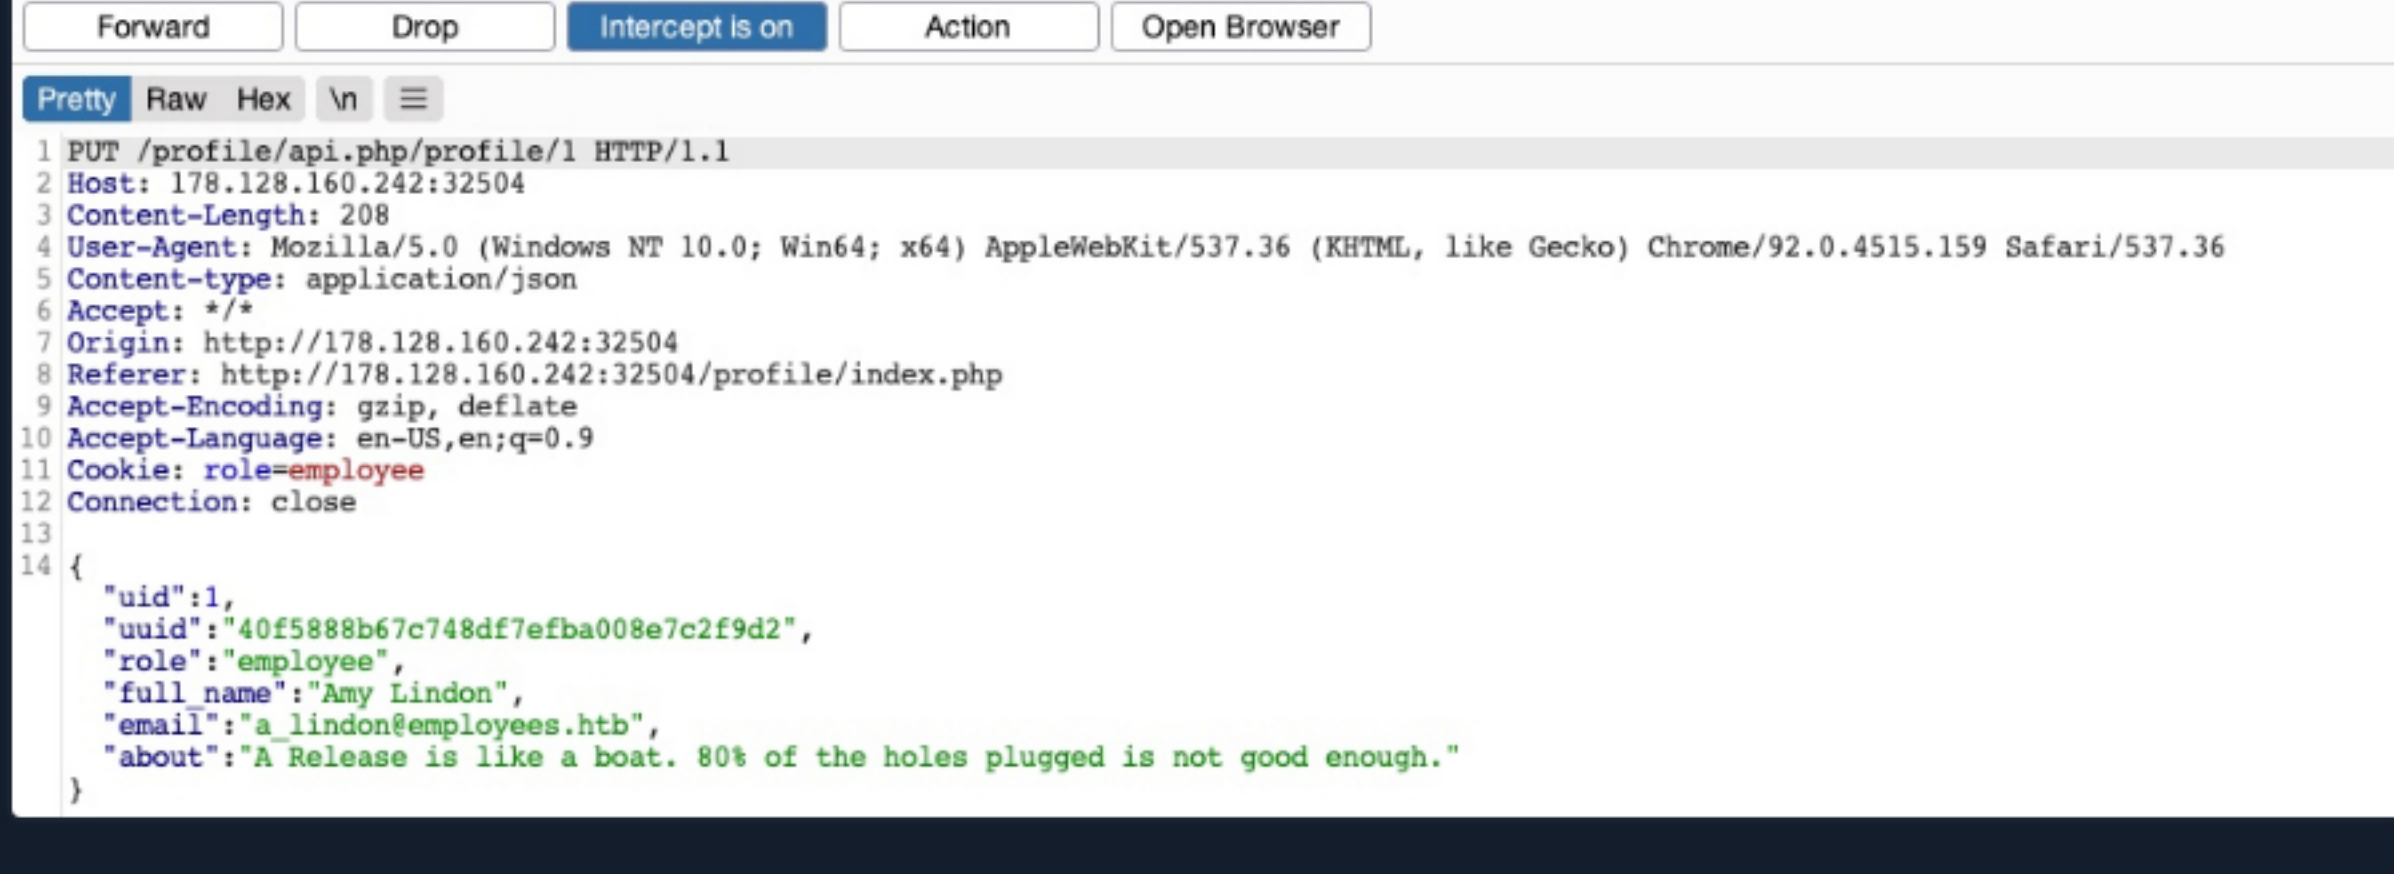 Forward Drop Intercept is on Action Open Browser
Pretty Raw Hex \n ☰
1 PUT /profile/api.php/profile/1 HTTP/1.1
2 Host: 178.128.160.242:32504
3 Content-Length: 208
4 User-Agent: Mozilla/5.0 (Windows NT 10.0; Win64; x64) AppleWebKit/537.36 (KHTML, like Gecko) Chrome/92.0.4515.159 Safari/537.36
5 Content-type: application/json
6 Accept: */*
7 Origin: http://178.128.160.242:32504
8 Referer: http://178.128.160.242:32504/profile/index.php
9 Accept-Encoding: gzip, deflate
10 Accept-Language: en-US,en;q=0.9
11 Cookie: role=employee
12 Connection: close
13
14 {
"uid":1,
"uuid":"40f5888b67c748df7efba008e7c2f9d2",
"role":"employee",
"full_name":"Amy Lindon",
"email":"a_lindon@employees.htb",
"about":"A Release is like a boat. 80% of the holes plugged is not good enough."
}